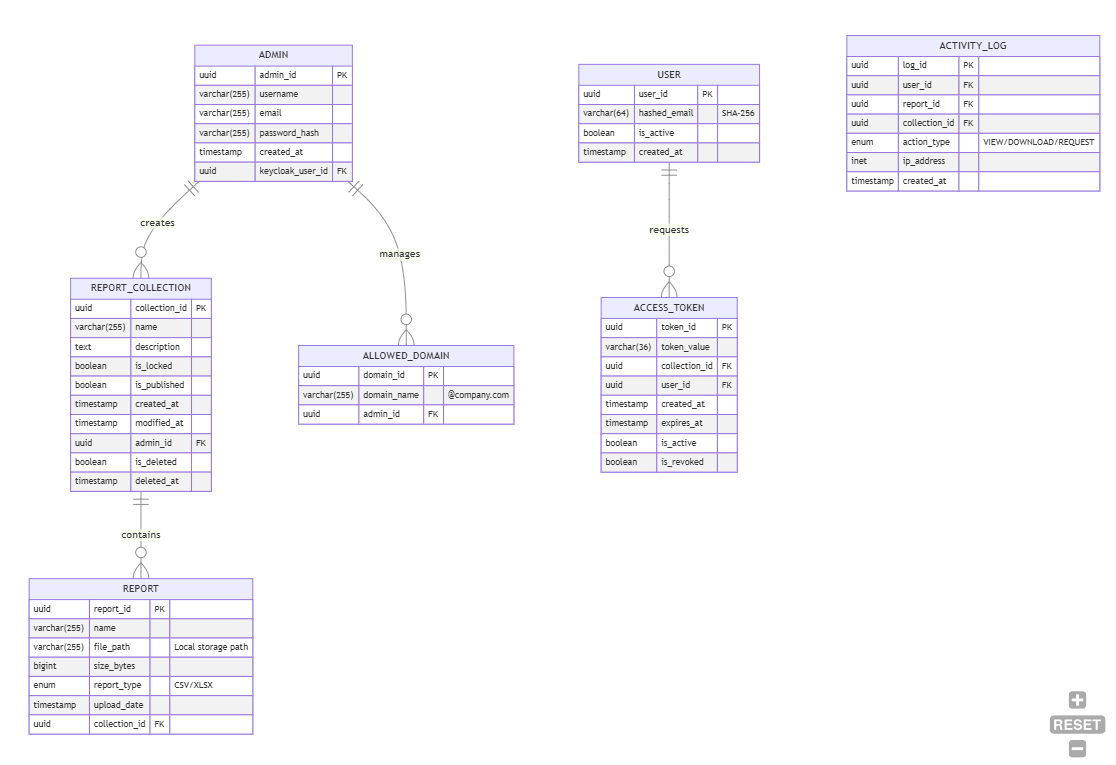 ADMIN
uuid admin_id PK
varchar(255) username
varchar(255) email
varchar(255) password_hash
timestamp created_at
uuid keycloak_user_id FK
creates
manages
REPORT_COLLECTION
uuid collection_id PK
varchar(255) name
text description
boolean is_locked
boolean is_published
timestamp created_at
timestamp modified_at
uuid admin_id FK
boolean is_deleted
timestamp deleted_at
contains
REPORT
uuid report_id PK
varchar(255) name
varchar(255) file_path Local storage path
bigint size_bytes
enum report_type CSV/XLSX
timestamp upload_date
uuid collection_id FK
ALLOWED_DOMAIN
uuid domain_id PK
varchar(255) domain_name @company.com
uuid admin_id FK
USER
uuid user_id PK
varchar(64) hashed_email SHA-256
boolean is_active
timestamp created_at
requests
ACCESS_TOKEN
uuid token_id PK
varchar(36) token_value
uuid collection_id FK
uuid user_id FK
timestamp created_at
timestamp expires_at
boolean is_active
boolean is_revoked
ACTIVITY_LOG
uuid log_id PK
uuid user_id FK
uuid report_id FK
uuid collection_id FK
enum action_type VIEW/DOWNLOAD/REQUEST
inet ip_address
timestamp created_at
RESET